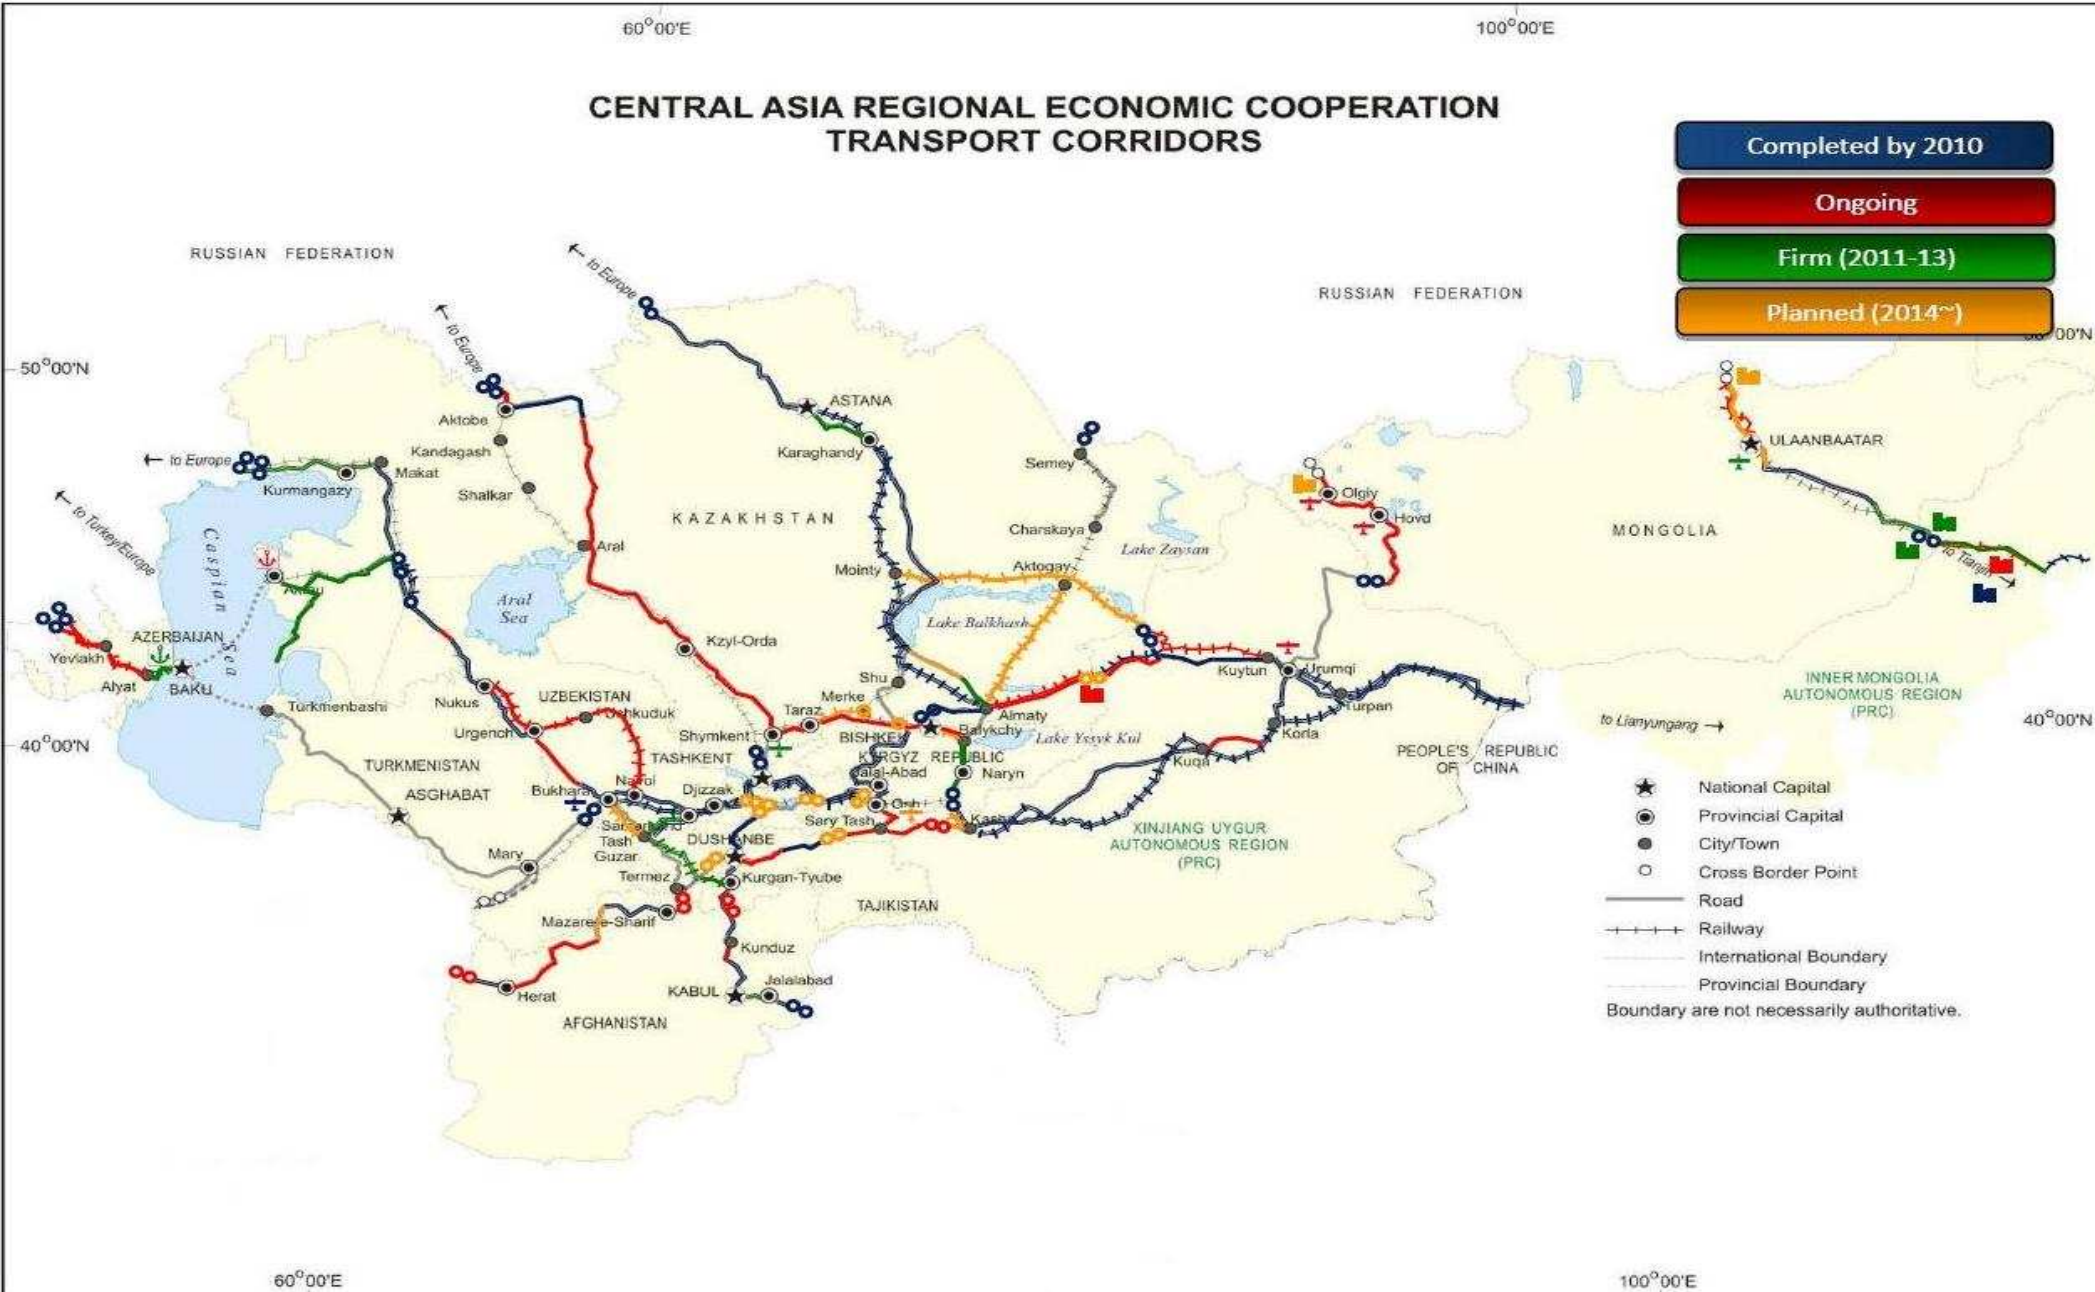 60°00'E
100°00'E
CENTRAL ASIA REGIONAL ECONOMIC COOPERATION
TRANSPORT CORRIDORS
Completed by 2010
Ongoing
Firm (2011-13)
Planned (2014~)
RUSSIAN FEDERATION
to Europe
RUSSIAN FEDERATION
to Europe
00'N
50°00'N
ASTANA
Aktobe
Kandagash
Karaghandy
Semey
ULAANBAATAR
to Europe
Makat
Kurmangazy
Shalkar
Olgiy
Hovd
to Turkey/Europe
KAZAKHSTAN
Charskaya
MONGOLIA
Caspian Sea
Aral
Lake Zaysan
to Tianjin
Mointy
Aktogay
Aral
Sea
Lake Balkhash
AZERBAIJAN
Yevlakh
Kzyl-Orda
Alyat
BAKU
Shu
Kuytun
Urumqi
INNER MONGOLIA
AUTONOMOUS REGION
(PRC)
Nukus
UZBEKISTAN
Merke
Turkmenbashi
Uchkuduk
Taraz
Almaty
Turpan
to Lianyungang
40°00'N
40°00'N
Urgench
Shymkent
BISHKEK
Balykchy
Lake Yssyk Kul
Korla
TASHKENT
KYRGYZ REPUBLIC
PEOPLE'S REPUBLIC
OF CHINA
Kuqa
TURKMENISTAN
Jalal-Abad
Naryn
ASGHABAT
Bukhara
Navoi
Djizzak
Osh
National Capital
Provincial Capital
Sary Tash
DUSHANBE
Tash
Guzar
XINJIANG UYGUR
AUTONOMOUS REGION
(PRC)
City/Town
Mary
Termez
Kurgan-Tyube
Cross Border Point
TAJIKISTAN
Road
Mazare-e-Sharif
Railway
Kunduz
International Boundary
Herat
KABUL
Jalalabad
Provincial Boundary
AFGHANISTAN
Boundary are not necessarily authoritative.
60°00'E
100°00'E